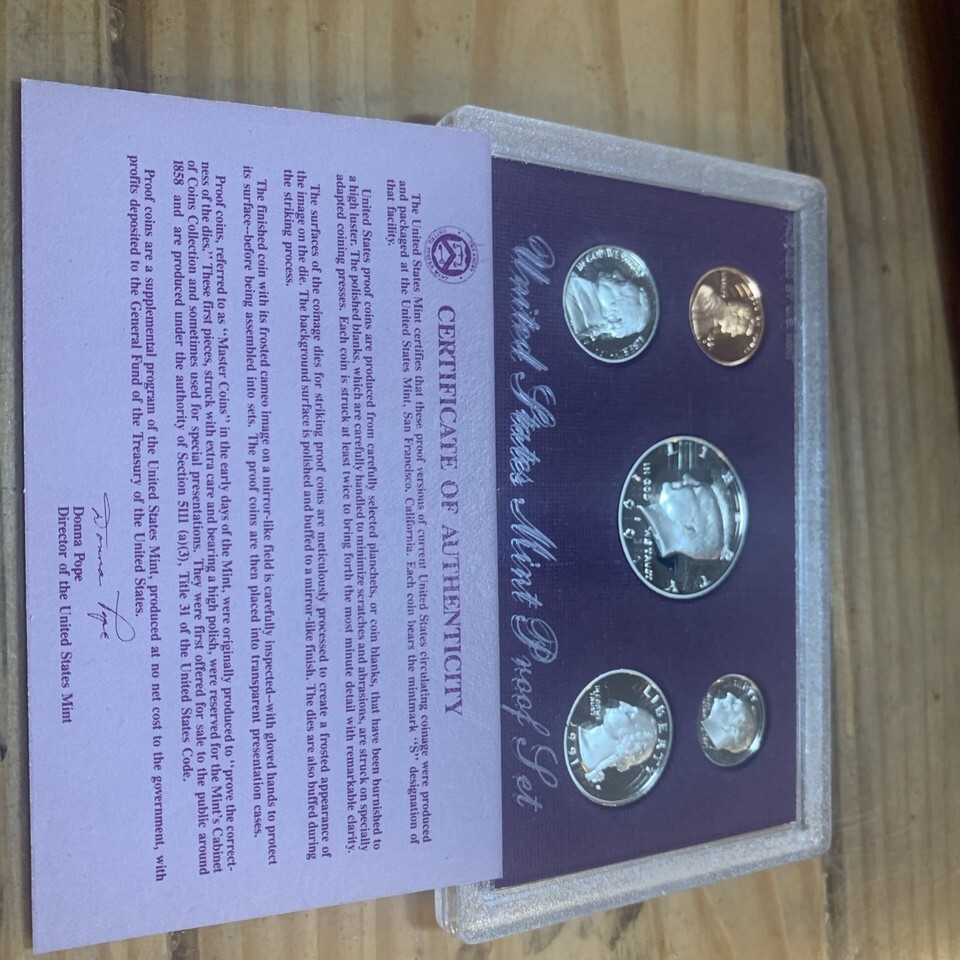 CERTIFICATE OF AUTHENTICITY
The United States Mint certifies that these proof versions of current United States circulating coinage were produced
and packaged at the United States Mint, San Francisco, California. Each coin bears the mintmark "S" designation of
that facility.
United States proof coins are produced from carefully selected planchets, or coin blanks, that have been burnished to
a high luster. The polished blanks, which are carefully handled to minimize scratches and abrasions, are struck on specially
adapted coining presses. Each coin is struck at least twice to bring forth the most minute detail with remarkable clarity.
The surfaces of the coinage dies for striking proof coins are meticulously processed to create a frosted appearance of
the image on the die. The background surface is polished and buffed to a mirror-like finish. The dies are also buffed during
the striking process.
The finished coin with its frosted cameo image on a mirror-like field is carefully inspected--with gloved hands to protect
its surface--before being assembled into sets. The proof coins are then placed into transparent presentation cases.
Proof coins, referred to as "Master Coins" in the early days of the Mint, were originally produced to "prove the correct-
ness of the dies." These first pieces, struck with extra care and bearing a high polish, were reserved for the Mint's Cabinet
of Coins Collection and sometimes used for special presentations. They were first offered for sale to the public around
1858 and are produced under the authority of Section 5111 (a)(3), Title 31 of the United States Code.
Proof coins are a supplemental program of the United States Mint, produced at no net cost to the government, with
profits deposited to the General Fund of the Treasury of the United States.
Donna Pope
Donna Pope
Director of the United States Mint
United States Mint Proof Set
IN GOD WE TRUST
LIBERTY
IN GOD
WE TRUST
LIBERTY
IN GOD WE
TRUST